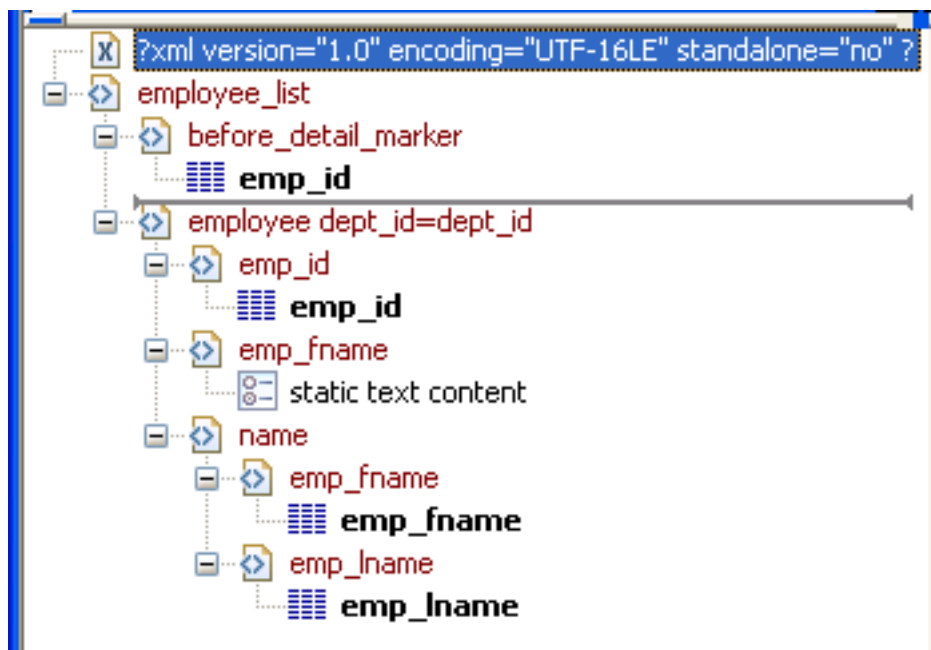 ?xml version="1.0" encoding="UTF-16LE" standalone="no" ?
employee_list
before_detail_marker
emp_id
employee dept_id=dept_id
emp_id
emp_id
emp_fname
static text content
name
emp_fname
emp_fname
emp_lname
emp_lname